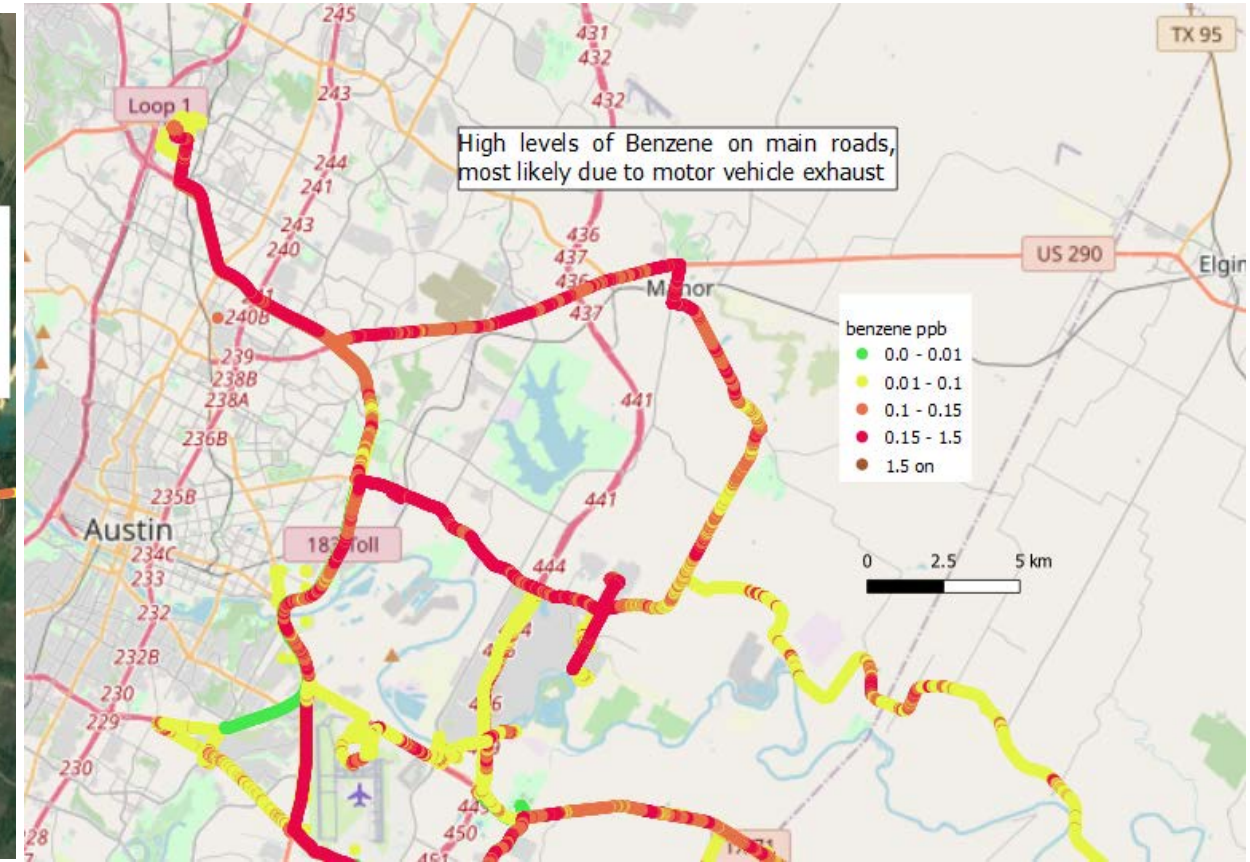 245
431
432
TX 95
Loop 1
243
432
High levels of Benzene on main roads,
most likely due to motor vehicle exhaust
244
241
243
240
436
437
US 290
Elgin
Manor
240B
437
benzene ppb
0.0 - 0.01
0.01 - 0.1
0.1 - 0.15
0.15 - 1.5
1.5 on
239
238B
238A
441
236B
235B
441
Austin
183 Toll
234C
233
444
0 2.5 5 km
232
232B
230
229
230
450